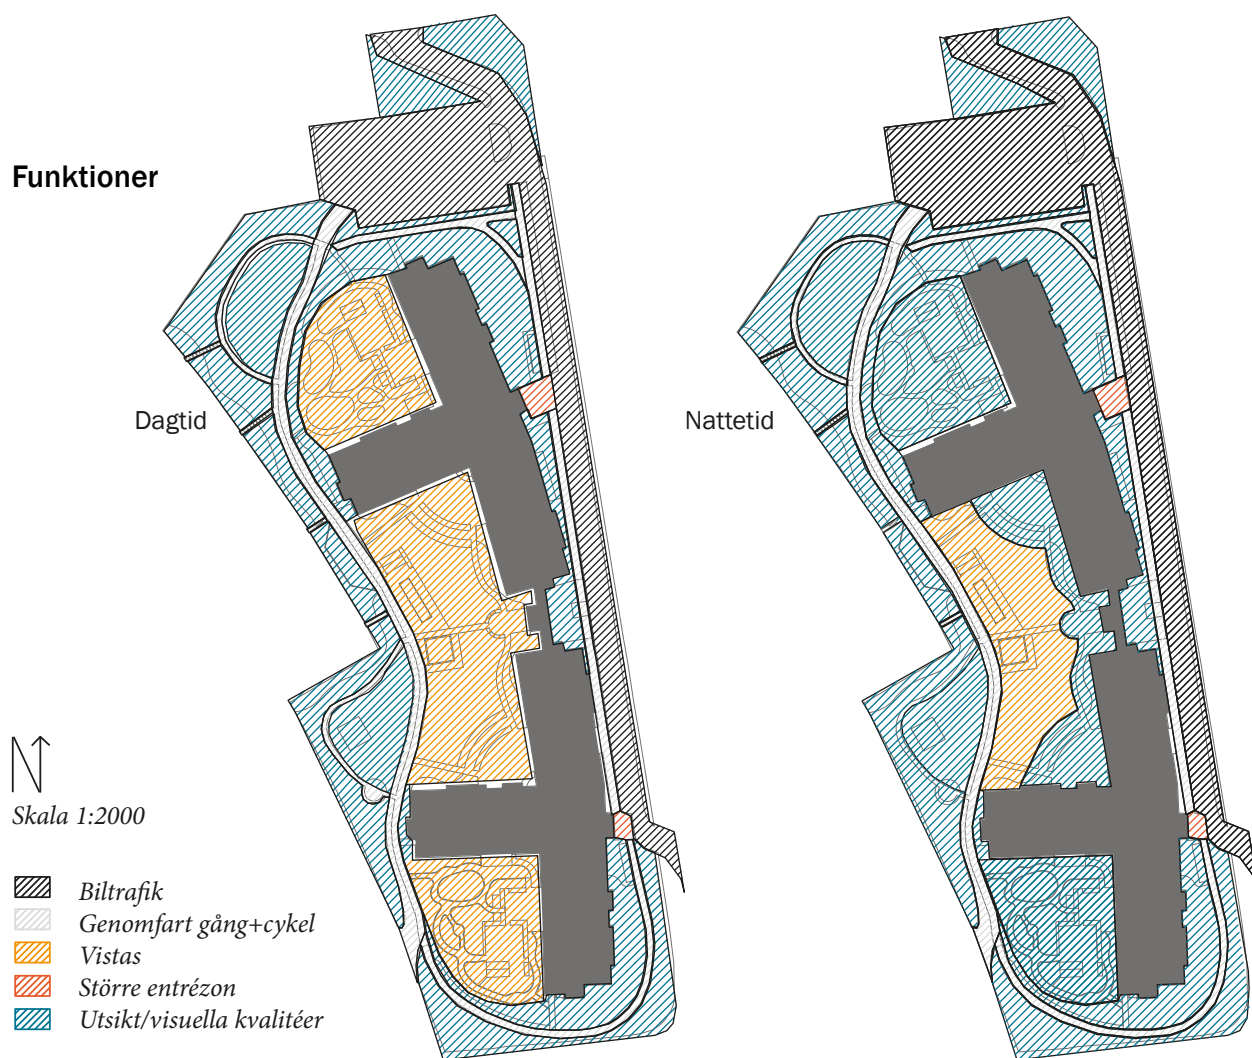 Funktioner
Dagtid
Nattetid
N
Skala 1:2000
Biltrafik
Genomfart gång+cykel
Vistas
Större entrézon
Utsikt/visuella kvalitéer